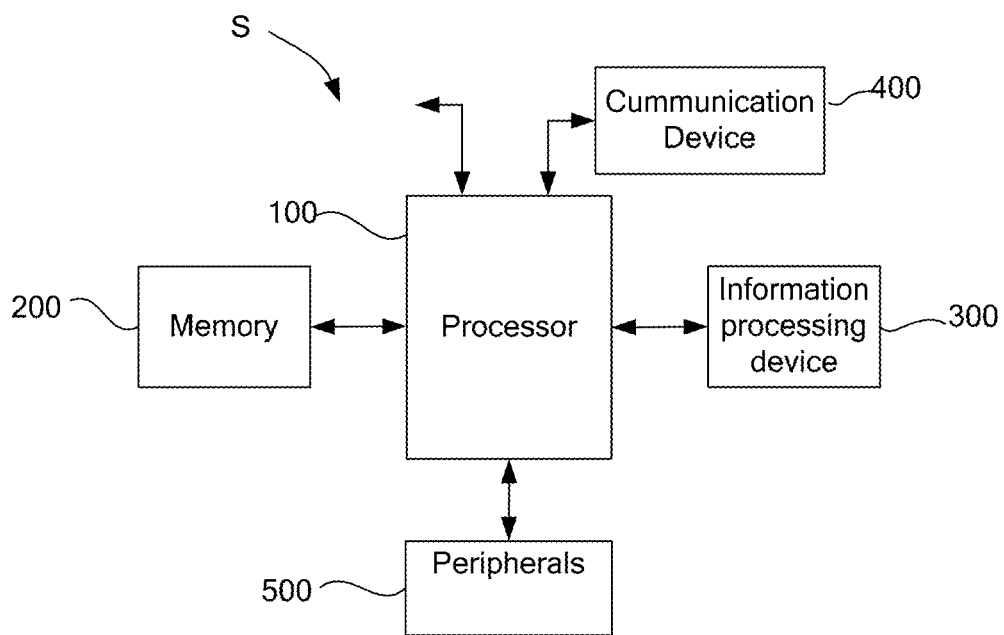 S
Cummunication
Device
400
100
200
Memory
Processor
Information
processing
device
300
Peripherals
500